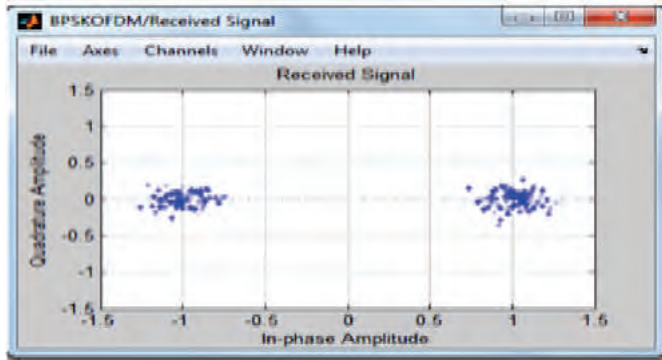 BPSKOFDM/Received Signal
File Axes Channels Window Help
Received Signal
Quadrature Amplitude
1.5
1
0.5
0
-0.5
-1
-1.5
-1.5 -1 -0.5 0 0.5 1 1.5
In-phase Amplitude